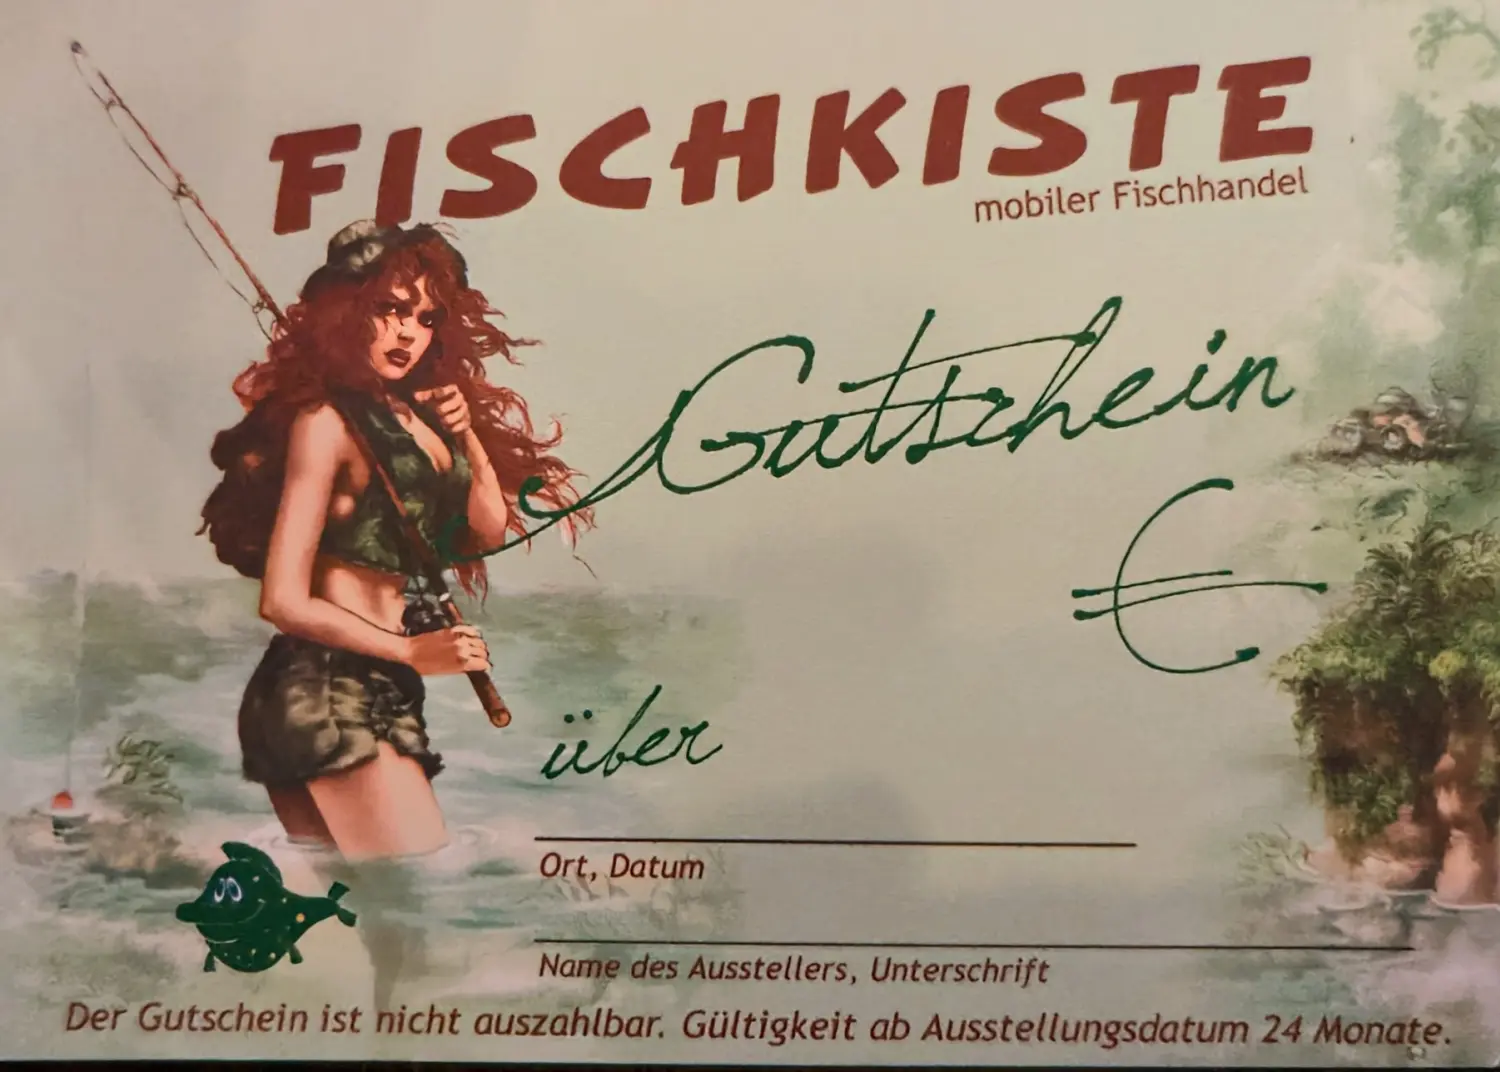 FISCHKISTE
mobiler Fischhandel
Gutschein
€
über
Ort, Datum
Name des Ausstellers, Unterschrift
Der Gutschein ist nicht auszahlbar. Gültigkeit ab Ausstellungsdatum 24 Monate.